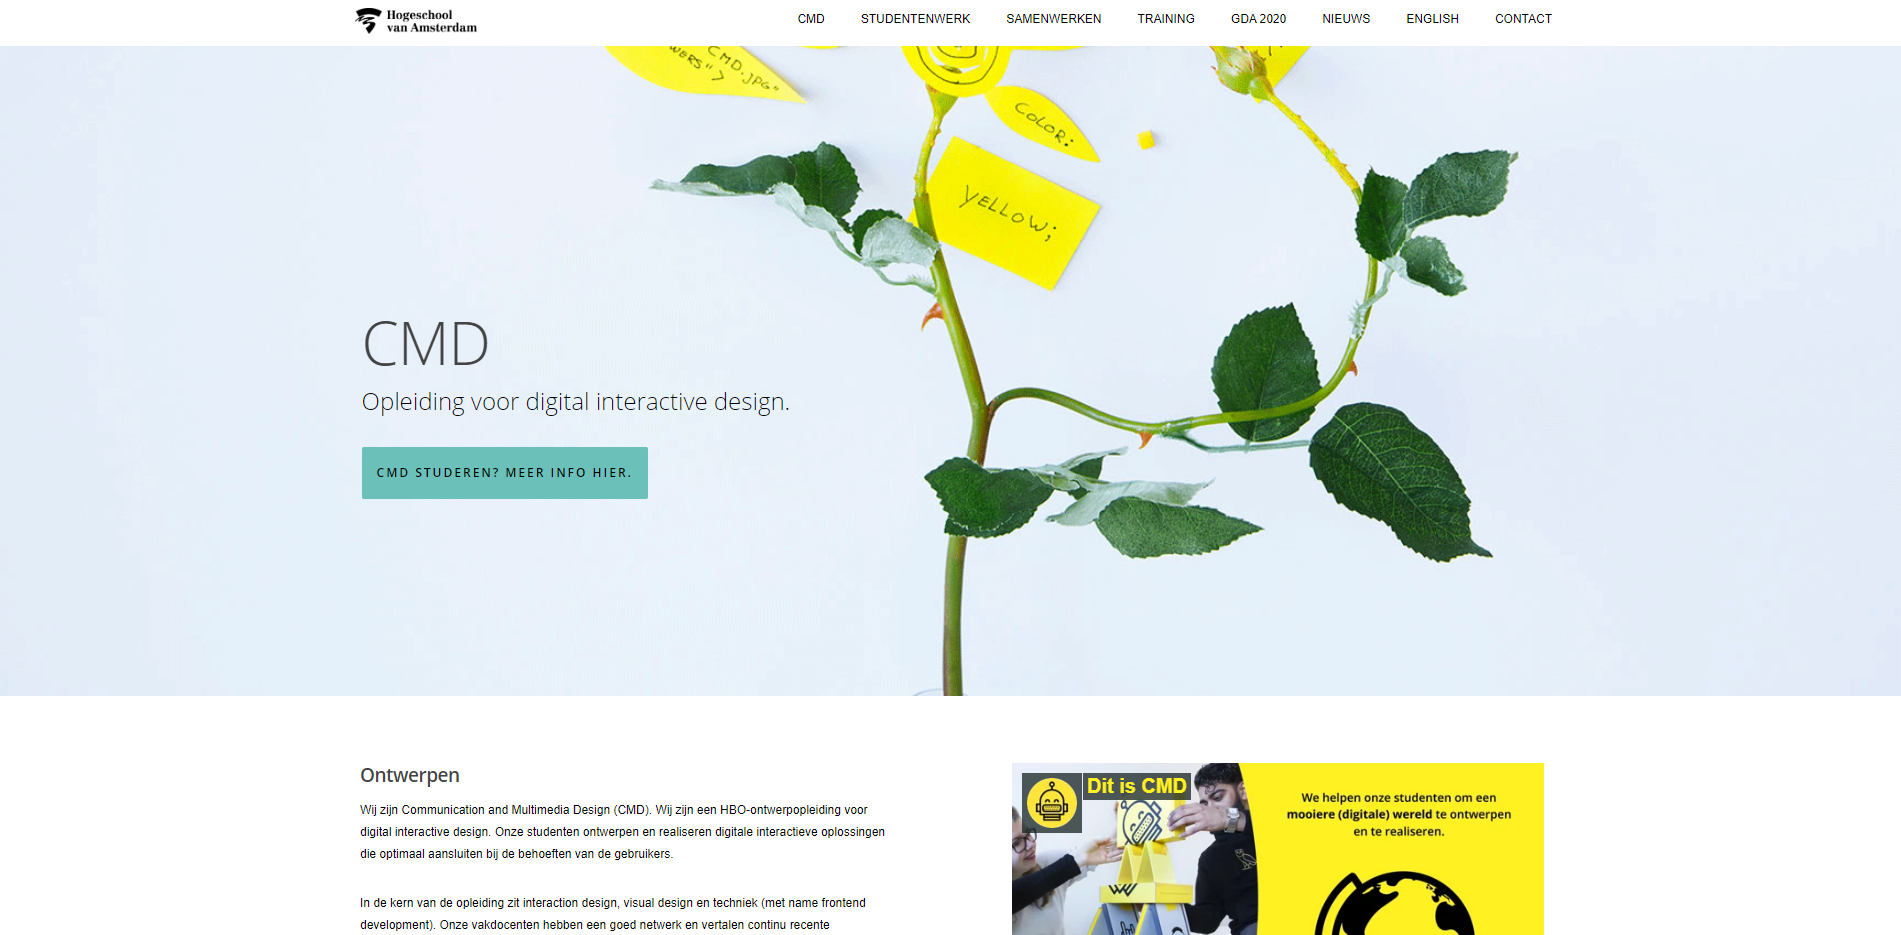 Hogeschool
van Amsterdam
CMD STUDENTENWERK SAMENWERKEN TRAINING GDA 2020 NIEUWS ENGLISH CONTACT
CMD.JPG"
WERS">
COLOR:
YELLOW;
CMD
Opleiding voor digital interactive design.
CMD STUDEREN? MEER INFO HIER.
Ontwerpen
Wij zijn Communication and Multimedia Design (CMD). Wij zijn een HBO-ontwerpopleiding voor
digital interactive design. Onze studenten ontwerpen en realiseren digitale interactieve oplossingen
die optimaal aansluiten bij de behoeften van de gebruikers.
In de kern van de opleiding zit interaction design, visual design en techniek (met name frontend
development). Onze vakdocenten hebben een goed netwerk en vertalen continu recente
Dit is CMD
We helpen onze studenten om een
mooiere (digitale) wereld te ontwerpen
en te realiseren.